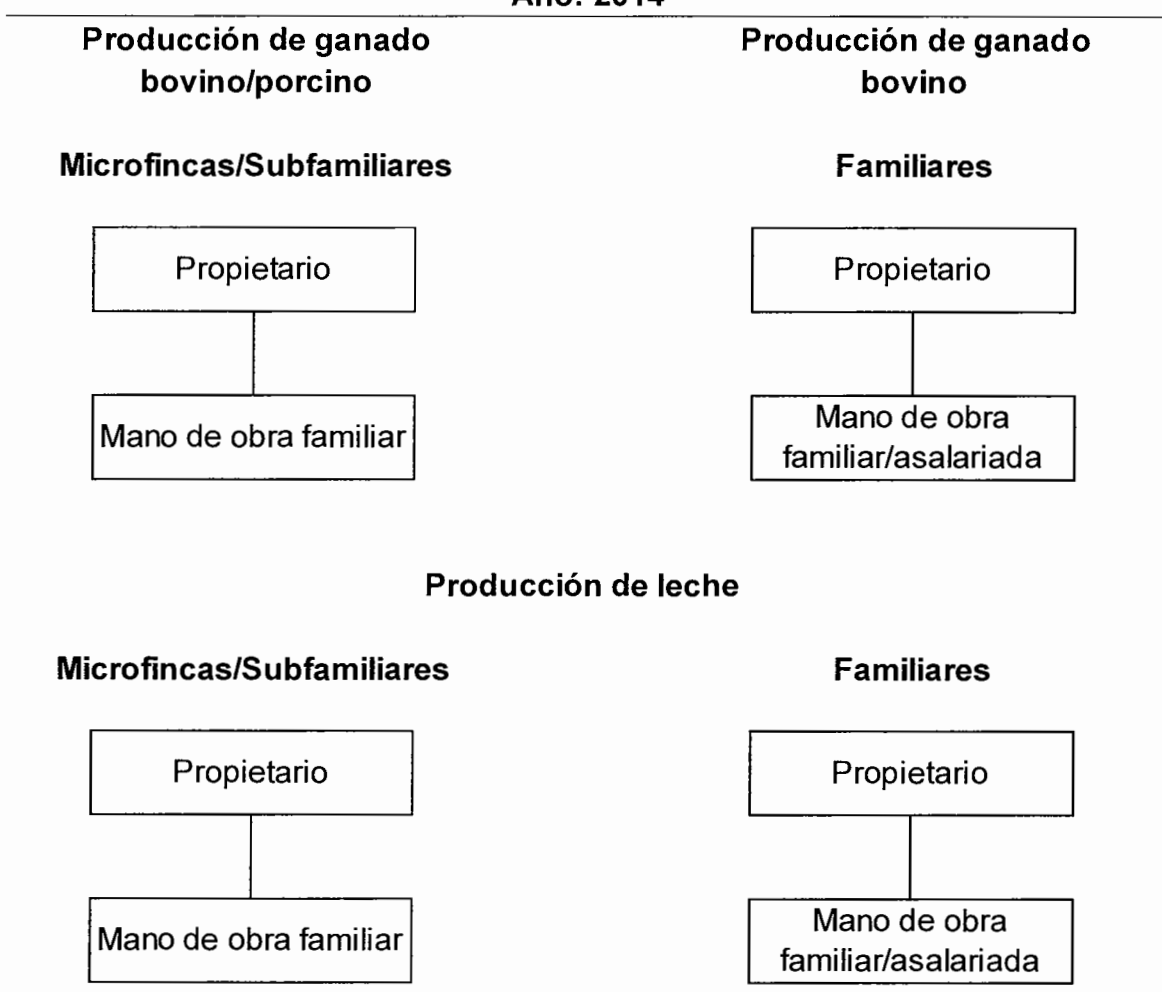 Producción de ganado
bovino/porcino
Producción de ganado
bovino
Microfincas/Subfamiliares
Familiares
Propietario
Propietario
Mano de obra familiar
Mano de obra
familiar/asalariada
Producción de leche
Microfincas/Subfamiliares
Familiares
Propietario
Propietario
Mano de obra familiar
Mano de obra
familiar/asalariada